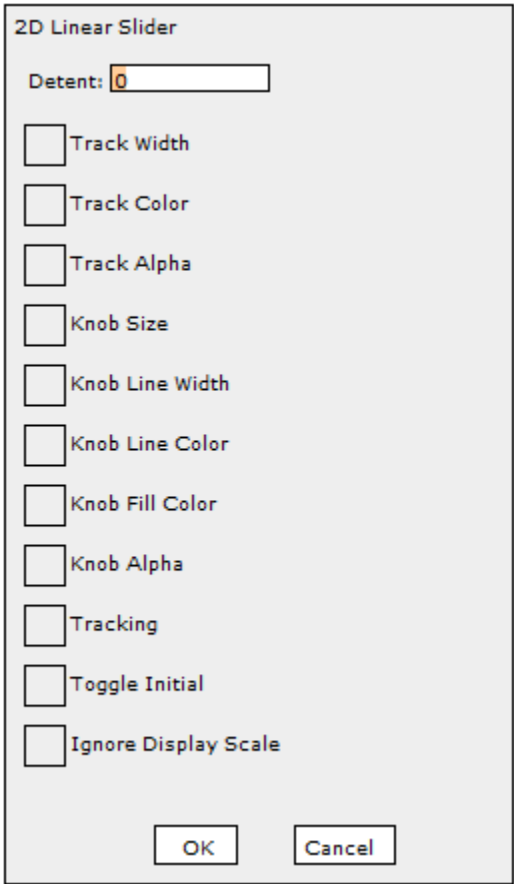 2D Linear Slider
Detent: 0
Track Width
Track Color
Track Alpha
Knob Size
Knob Line Width
Knob Line Color
Knob Fill Color
Knob Alpha
Tracking
Toggle Initial
Ignore Display Scale
OK Cancel